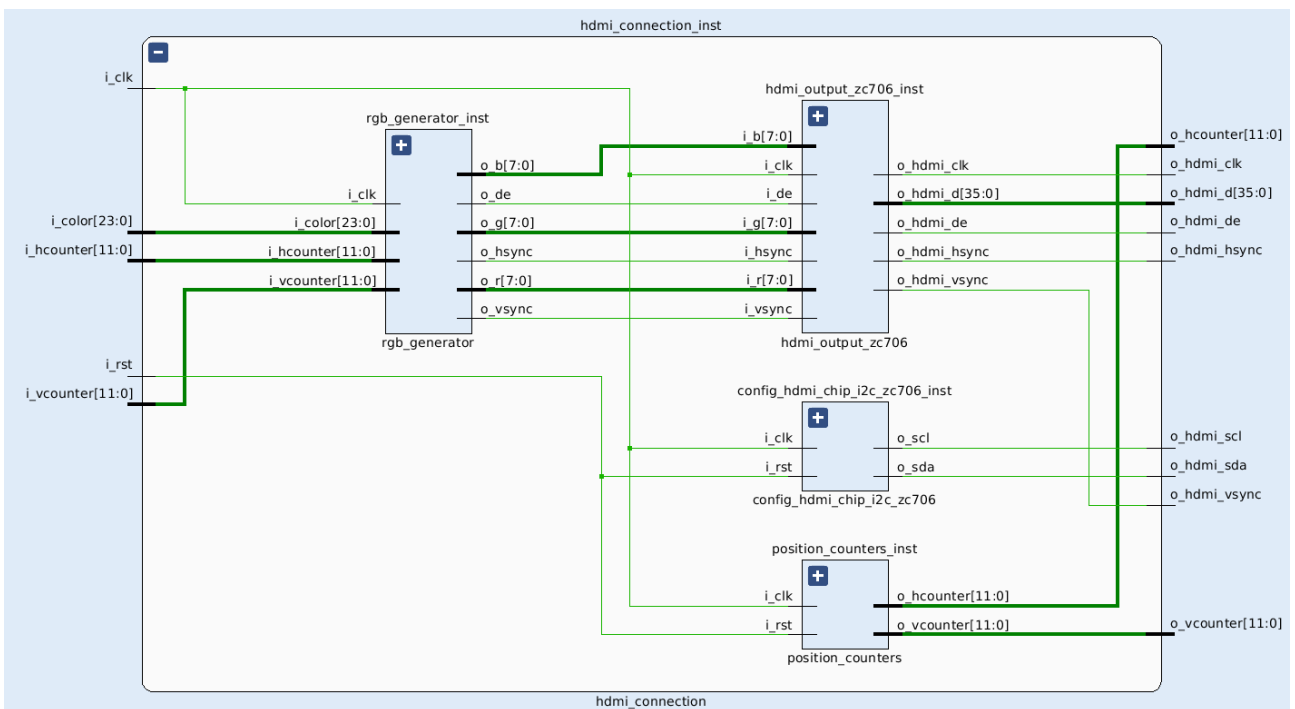 hdmi_connection_inst
i_clk
i_color[23:0]
i_hcounter[11:0]
i_rst
i_vcounter[11:0]
rgb_generator_inst
i_clk
i_color[23:0]
i_hcounter[11:0]
i_vcounter[11:0]
o_b[7:0]
o_de
o_g[7:0]
o_hsync
o_r[7:0]
o_vsync
rgb_generator
hdmi_output_zc706_inst
i_b[7:0]
i_clk
i_de
i_g[7:0]
i_hsync
i_r[7:0]
i_vsync
o_hdmi_clk
o_hdmi_d[35:0]
o_hdmi_de
o_hdmi_hsync
o_hdmi_vsync
hdmi_output_zc706
config_hdmi_chip_i2c_zc706_inst
i_clk
i_rst
o_scl
o_sda
config_hdmi_chip_i2c_zc706
position_counters_inst
i_clk
i_rst
o_hcounter[11:0]
o_vcounter[11:0]
position_counters
o_hcounter[11:0]
o_hdmi_clk
o_hdmi_d[35:0]
o_hdmi_de
o_hdmi_hsync
o_hdmi_scl
o_hdmi_sda
o_hdmi_vsync
o_vcounter[11:0]
hdmi_connection